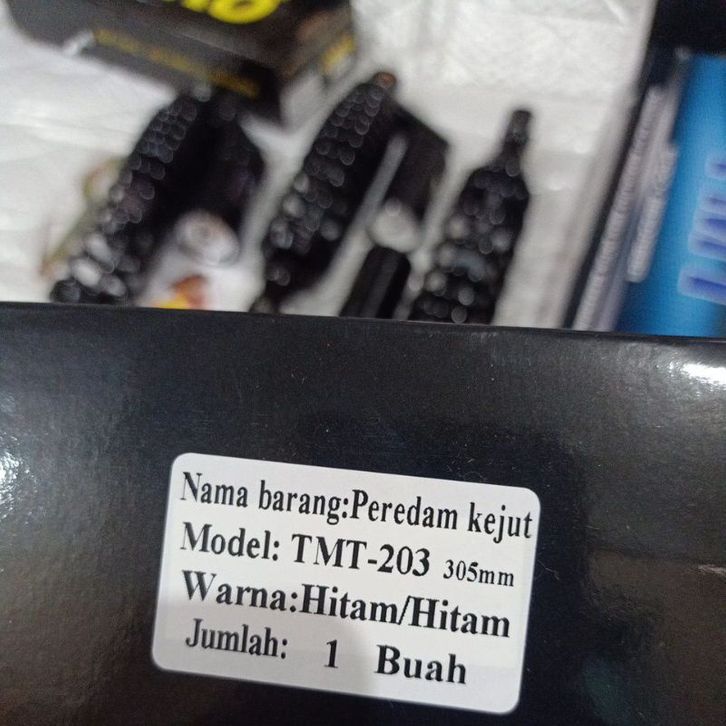 Nama barang:Peredam kejut
Model: TMT-203 305mm
Warna:Hitam/Hitam
Jumlah: 1 Buah